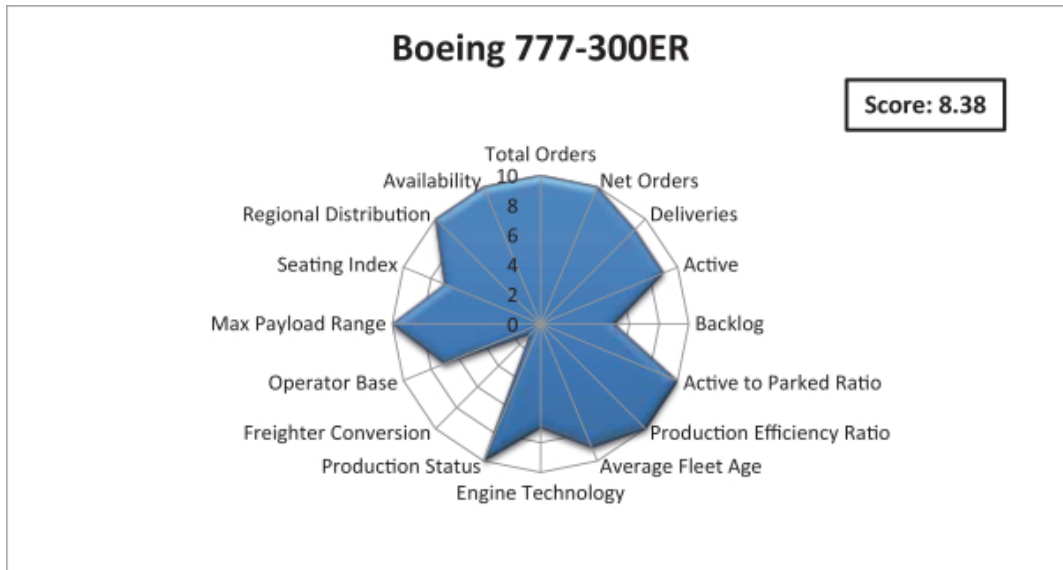 Boeing 777-300ER
Score: 8.38
Total Orders
10
Availability
Net Orders
8
Regional Distribution
Deliveries
6
Seating Index
Active
4
2
Max Payload Range
0
Backlog
Operator Base
Active to Parked Ratio
Freighter Conversion
Production Efficiency Ratio
Production Status
Average Fleet Age
Engine Technology